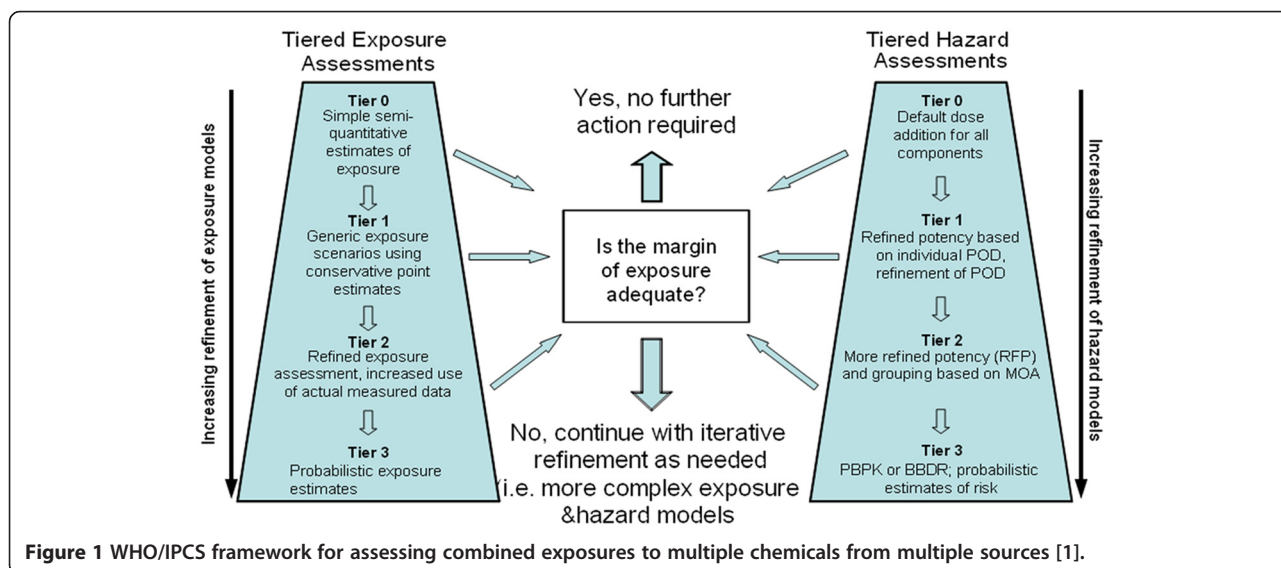 Tiered Exposure
Assessments
Increasing refinement of exposure models
Tier 0
Simple semi-
quantitative
estimates of
exposure
Tier 1
Generic exposure
scenarios using
conservative point
estimates
Tier 2
Refined exposure
assessment, increased use
of actual measured data
Tier 3
Probabilistic exposure
estimates
Yes, no further
action required
Is the margin
of exposure
adequate?
No, continue with iterative
refinement as needed
(i.e. more complex exposure
&hazard models
Tiered Hazard
Assessments
Tier 0
Default dose
addition for all
components
Tier 1
Refined potency based
on individual POD,
refinement of POD
Tier 2
More refined potency (RFP)
and grouping based on MOA
Tier 3
PBPK or BBDR; probabilistic
estimates of risk
Increasing refinement of hazard models
Figure 1 WHO/IPCS framework for assessing combined exposures to multiple chemicals from multiple sources [1].